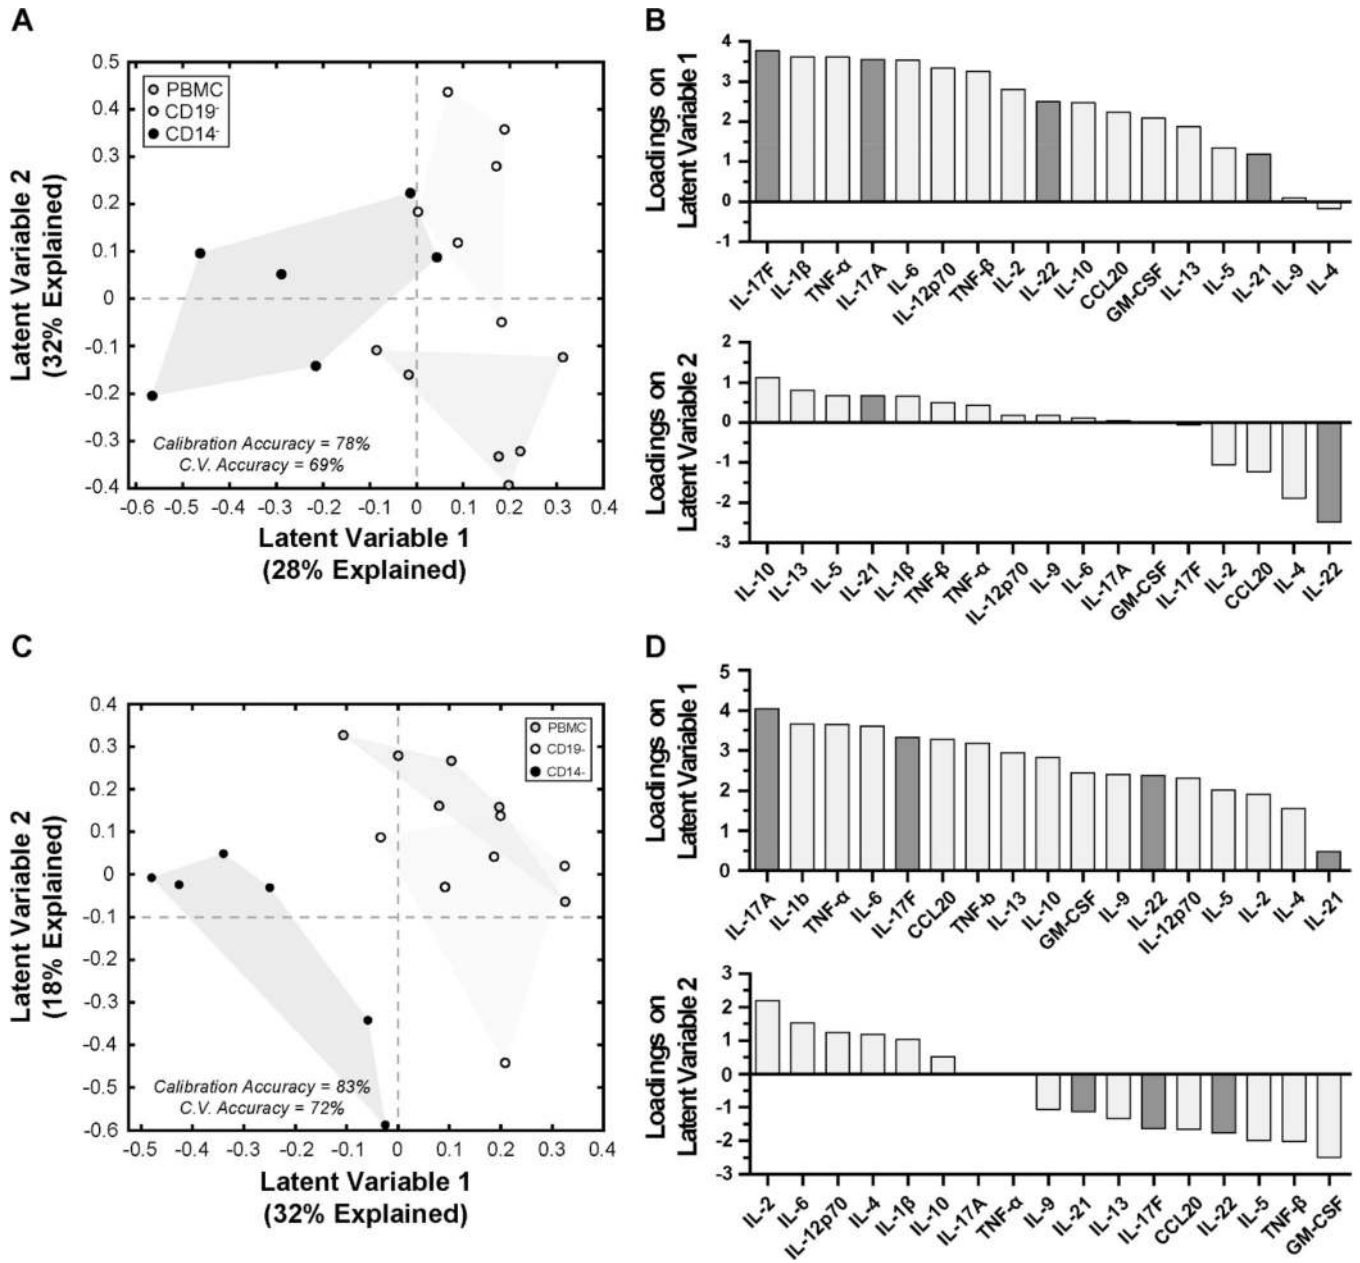 A
0.5
0.4
0.3
0.2
0.1
0
-0.1
-0.2
-0.3
-0.4
Latent Variable 2
(32% Explained)
PBMC
CD19-
CD14-
Calibration Accuracy = 78%
C.V. Accuracy = 69%
-0.6 -0.5 -0.4 -0.3 -0.2 -0.1 0 0.1 0.2 0.3 0.4
Latent Variable 1
(28% Explained)
B
Loadings on
Latent Variable 1
4
3
2
1
0
-1
IL-17F IL-1β TNF-α IL-17A IL-6 IL-12p70 TNF-β IL-2 IL-22 IL-10 CCL20 GM-CSF IL-13 IL-5 IL-21 IL-9 IL-4
Loadings on
Latent Variable 2
2
1
0
-1
-2
-3
IL-10 IL-13 IL-5 IL-21 IL-1β TNF-β TNF-α IL-12p70 IL-9 IL-6 IL-17A GM-CSF IL-17F IL-2 CCL20 IL-4 IL-22
C
0.4
0.3
0.2
0.1
0
-0.1
-0.2
-0.3
-0.4
-0.5
-0.6
Latent Variable 2
(18% Explained)
PBMC
CD19-
CD14-
Calibration Accuracy = 83%
C.V. Accuracy = 72%
-0.5 -0.4 -0.3 -0.2 -0.1 0 0.1 0.2 0.3 0.4
Latent Variable 1
(32% Explained)
D
Loadings on
Latent Variable 1
5
4
3
2
1
0
IL-17A IL-1b TNF-α IL-6 IL-17F CCL20 TNF-b IL-13 IL-10 GM-CSF IL-9 IL-22 IL-12p70 IL-5 IL-2 IL-4 IL-21
Loadings on
Latent Variable 2
3
2
1
0
-1
-2
-3
IL-2 IL-6 IL-12p70 IL-4 IL-1β IL-10 IL-17A TNF-α IL-9 IL-21 IL-13 IL-17F CCL20 IL-22 IL-5 TNF-β GM-CSF